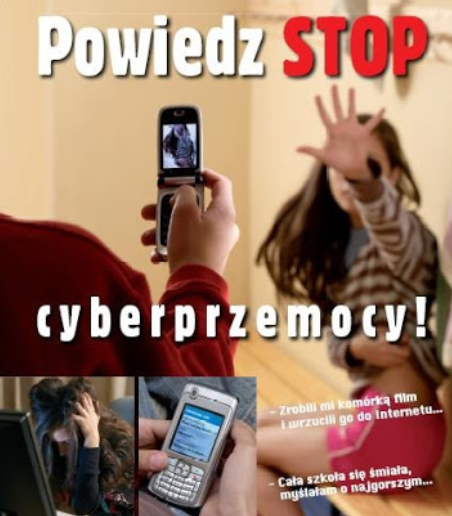 Powiedz STOP
cyberprzemocy!
- Zrobili mi komórką film
i wrzucili go do Internetu...
- Cała szkoła się śmiała,
myślałam o najgorszym...